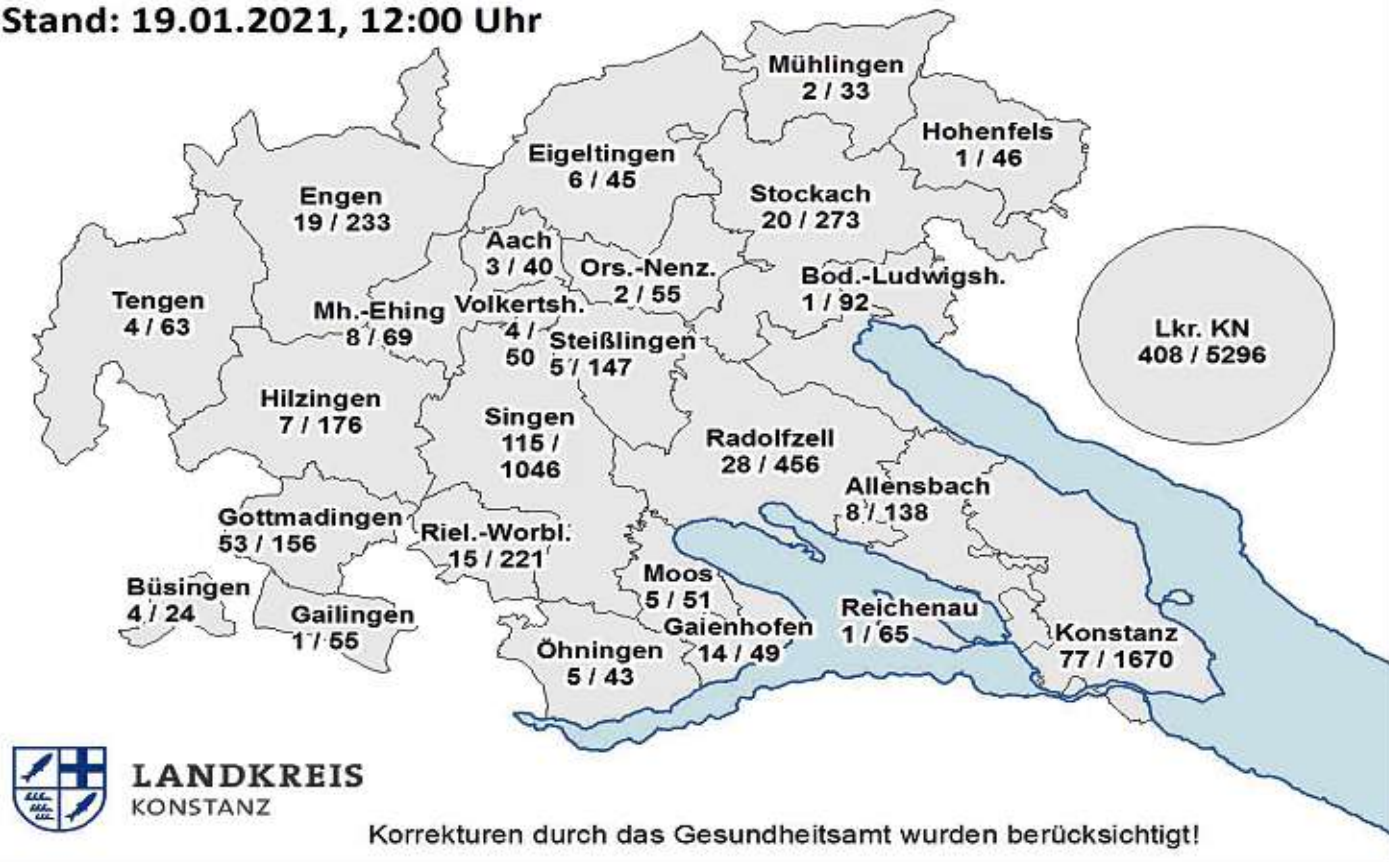 Stand: 19.01.2021, 12:00 Uhr
Mühlingen
2 / 33
Hohenfels
1 / 46
Eigeltingen
6 / 45
Engen
19 / 233
Stockach
20 / 273
Aach
3 / 40
Ors.-Nenz.
2 / 55
Bod.-Ludwigsh.
1 / 92
Tengen
4 / 63
Mh.-Ehing
8 / 69
Volkertsh.
4 /
50
Steißlingen
5 / 147
Lkr. KN
408 / 5296
Hilzingen
7 / 176
Singen
115 /
1046
Radolfzell
28 / 456
Allensbach
8 / 138
Gottmadingen
53 / 156
Riel.-Worbl.
15 / 221
Büsingen
4 / 24
Gailingen
1 / 55
Moos
5 / 51
Gaienhofen
14 / 49
Reichenau
1 / 65
Konstanz
77 / 1670
Öhningen
5 / 43
LANDKREIS
KONSTANZ
Korrekturen durch das Gesundheitsamt wurden berücksichtigt!